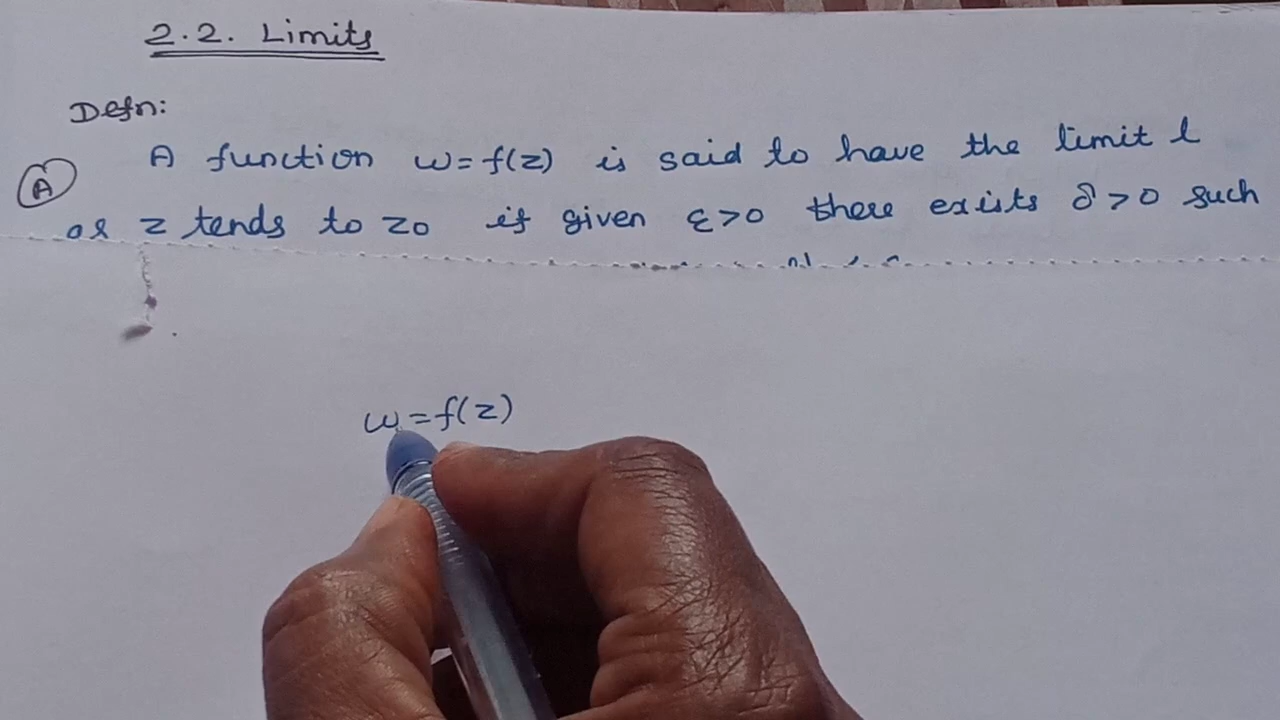 2.2. Limits
Defn:
A function w=f(z) is said to have the limit l
(A)
as z tends to z0 if given ε>0 there exists δ>0 such
w=f(z)